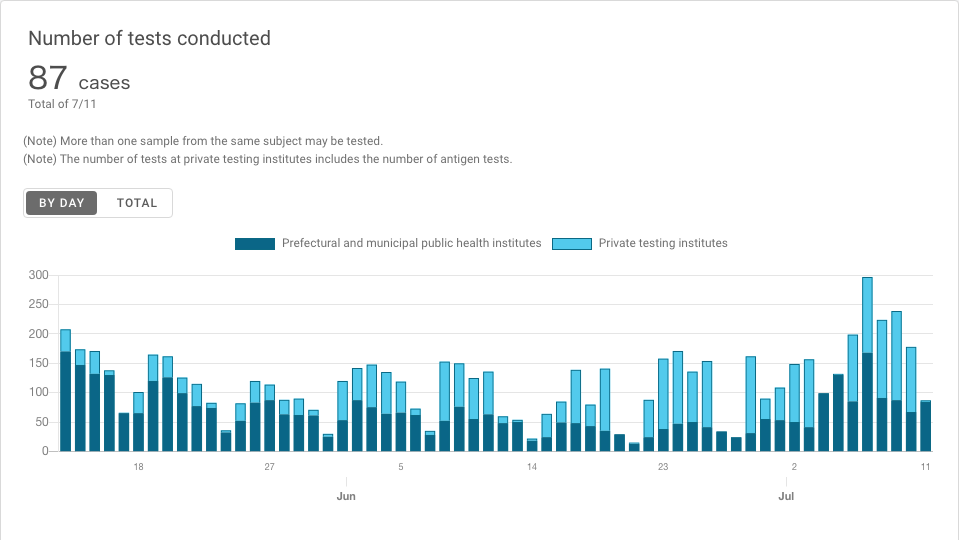 Number of tests conducted
87 cases
Total of 7/11
(Note) More than one sample from the same subject may be tested.
(Note) The number of tests at private testing institutes includes the number of antigen tests.
BY DAY TOTAL
Prefectural and municipal public health institutes Private testing institutes
300
250
200
150
100
50
0
18 27 5 14 23 2 11
Jun Jul